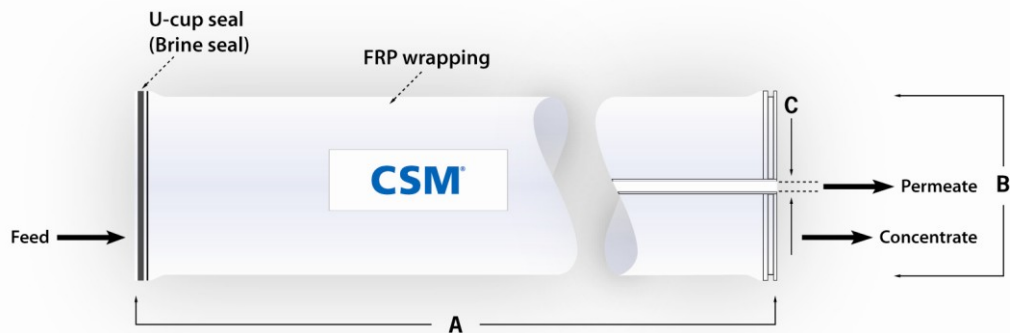 U-cup seal
(Brine seal)
FRP wrapping
C
CSM®
Permeate
B
Feed
Concentrate
A